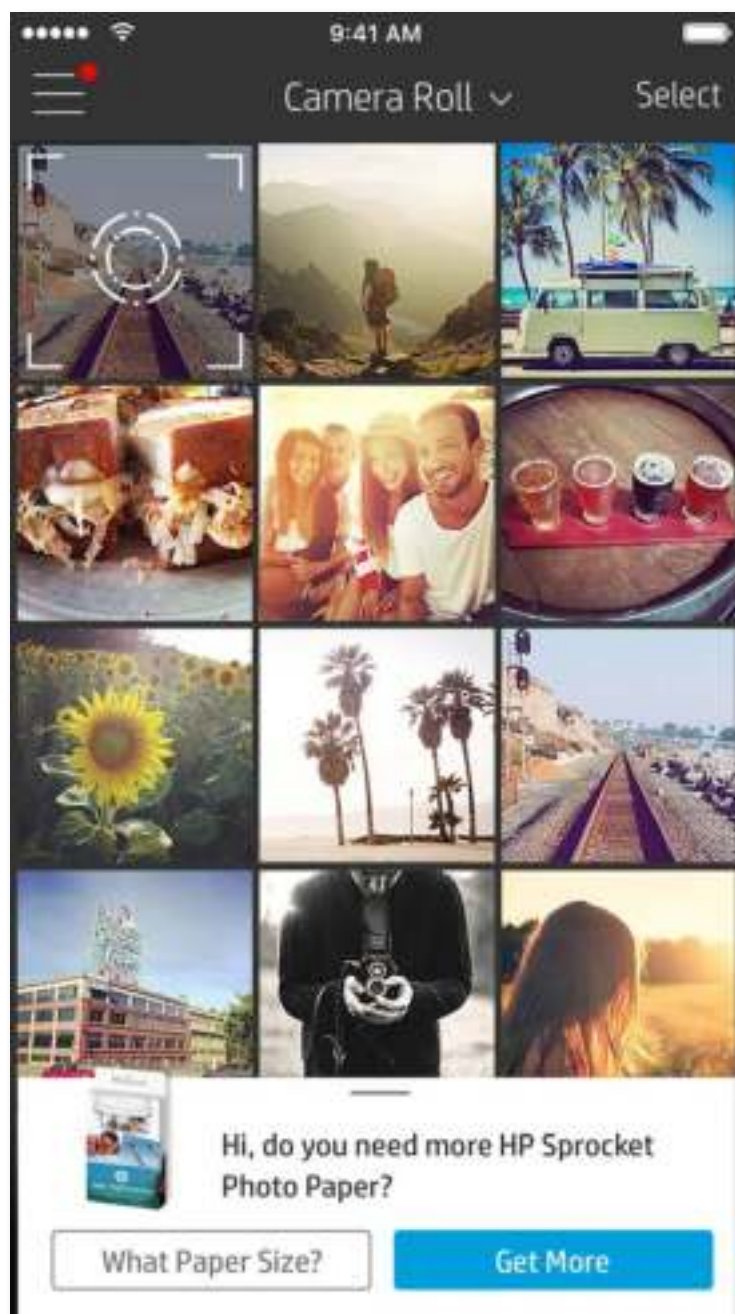 9:41 AM
Camera Roll
Select
Hi, do you need more HP Sprocket
Photo Paper?
What Paper Size?
Get More